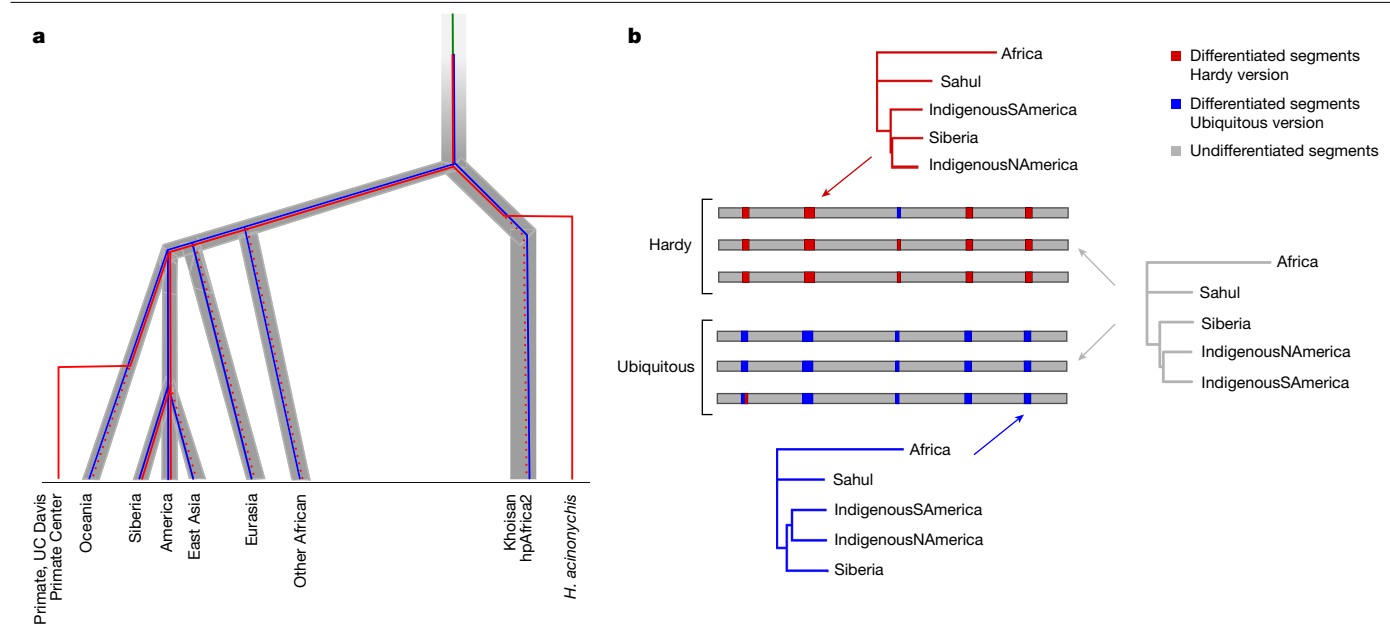 a
Primate, UC Davis
Primate Center
Oceania
Siberia
America
East Asia
Eurasia
Other African
Khoisan
hpAfrica2
H. acinonychis
b
Africa
Sahul
IndigenousSAmerica
Siberia
IndigenousNAmerica
Differentiated segments
Hardy version
Differentiated segments
Ubiquitous version
Undifferentiated segments
Hardy
Ubiquitous
Africa
Sahul
Siberia
IndigenousNAmerica
IndigenousSAmerica
Africa
Sahul
IndigenousSAmerica
IndigenousNAmerica
Siberia